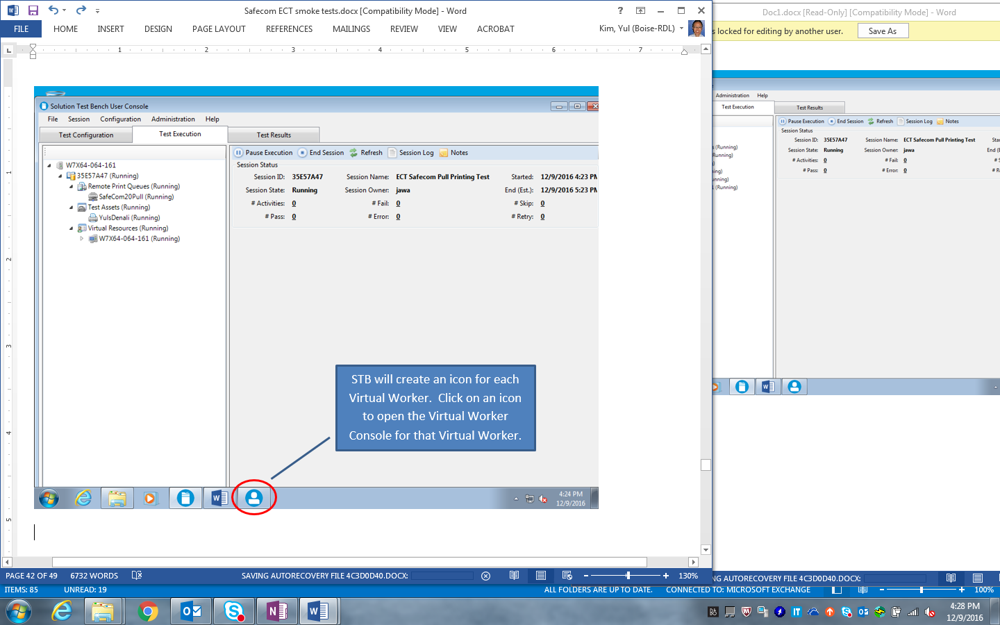 Safecom ECT smoke tests.docx [Compatibility Mode] - Word
?
FILE HOME INSERT DESIGN PAGE LAYOUT REFERENCES MAILINGS REVIEW VIEW ACROBAT
Kim, Yul (Boise-RDL)
1 2 3 4 5 6 7
Solution Test Bench User Console
File Session Configuration Administration Help
Test Configuration Test Execution Test Results
Pause Execution End Session Refresh Session Log Notes
Session Status
Session ID: 35E57A47 Session Name: ECT Safecom Pull Printing Test Started: 12/9/2016 4:23 PM
Session State: Running Session Owner: jawa End (Est.): 12/9/2016 5:23 PM
# Activities: 0 # Fail: 0 # Skip: 0
# Pass: 0 # Error: 0 # Retry: 0
W7X64-064-161
35E57A47 (Running)
Remote Print Queues (Running)
SafeCom20Pull (Running)
Test Assets (Running)
YulsDenali (Running)
Virtual Resources (Running)
W7X64-064-161 (Running)
STB will create an icon for each
Virtual Worker. Click on an icon
to open the Virtual Worker
Console for that Virtual Worker.
4:24 PM
12/9/2016
1
2
3
4
5
PAGE 42 OF 49 6732 WORDS SAVING AUTORECOVERY FILE 4C3D0D40.DOCX: 130%
Doc1.docx [Read-Only] [Compatibility Mode] - Word
s locked for editing by another user. Save As
Administration Help
Test Execution Test Results
Pause Execution End Session Refresh Session Log Notes
Session Status
Session ID: 35E57A47 Session Name: ECT Safecom Pull Printing Test Star
Session State: Running Session Owner: jawa End (E
# Activities: 0 # Fail: 0 # S
# Pass: 0 # Error: 0 # R
s (Running)
Running)
ng)
unning)
1 (Running)
NG AUTORECOVERY FILE 4C3D0D40.DOCX:
ITEMS: 85 UNREAD: 19 ALL FOLDERS ARE UP TO DATE. CONNECTED TO: MICROSOFT EXCHANGE 100%
4:28 PM
12/9/2016